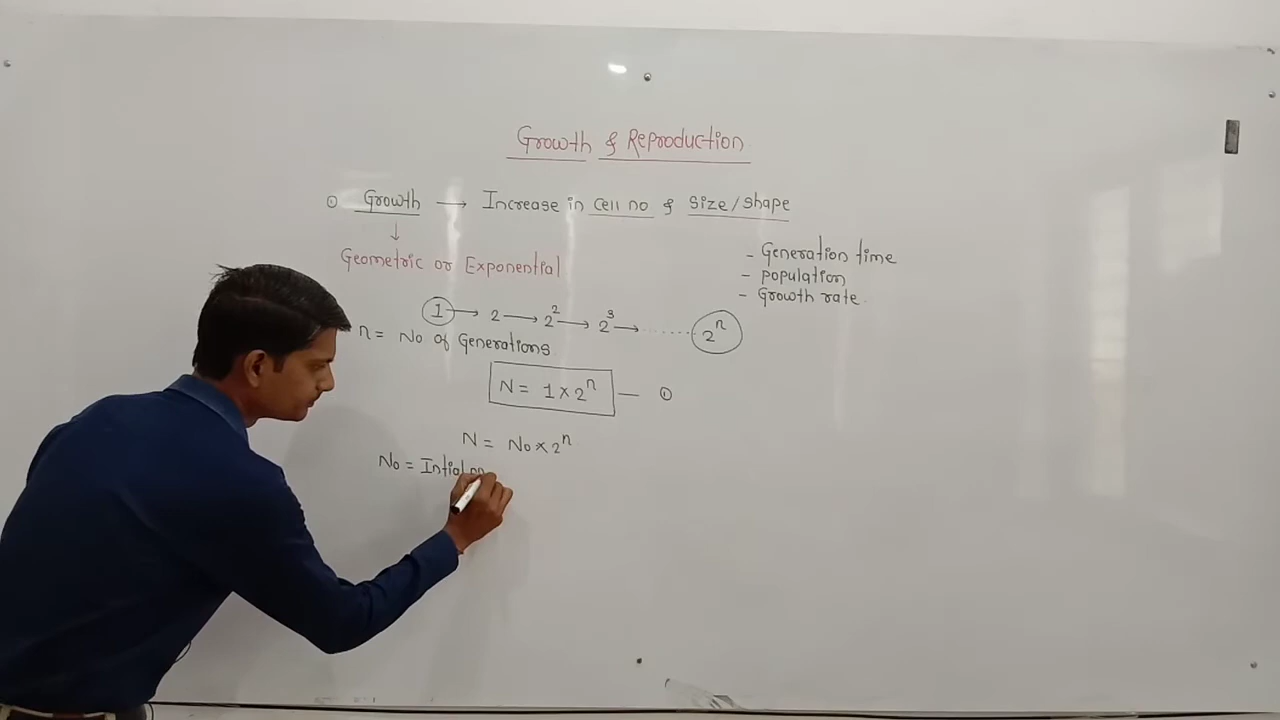 Growth & Reproduction
① Growth → Increase in cell no & size/shape
↓
Geometric or Exponential
- Generation time
- population
- Growth rate.
1 → 2 → 2² → 2³ → ...... 2ⁿ
n = No of Generations
N = 1 × 2ⁿ — ①
N = No × 2ⁿ
No = Intial